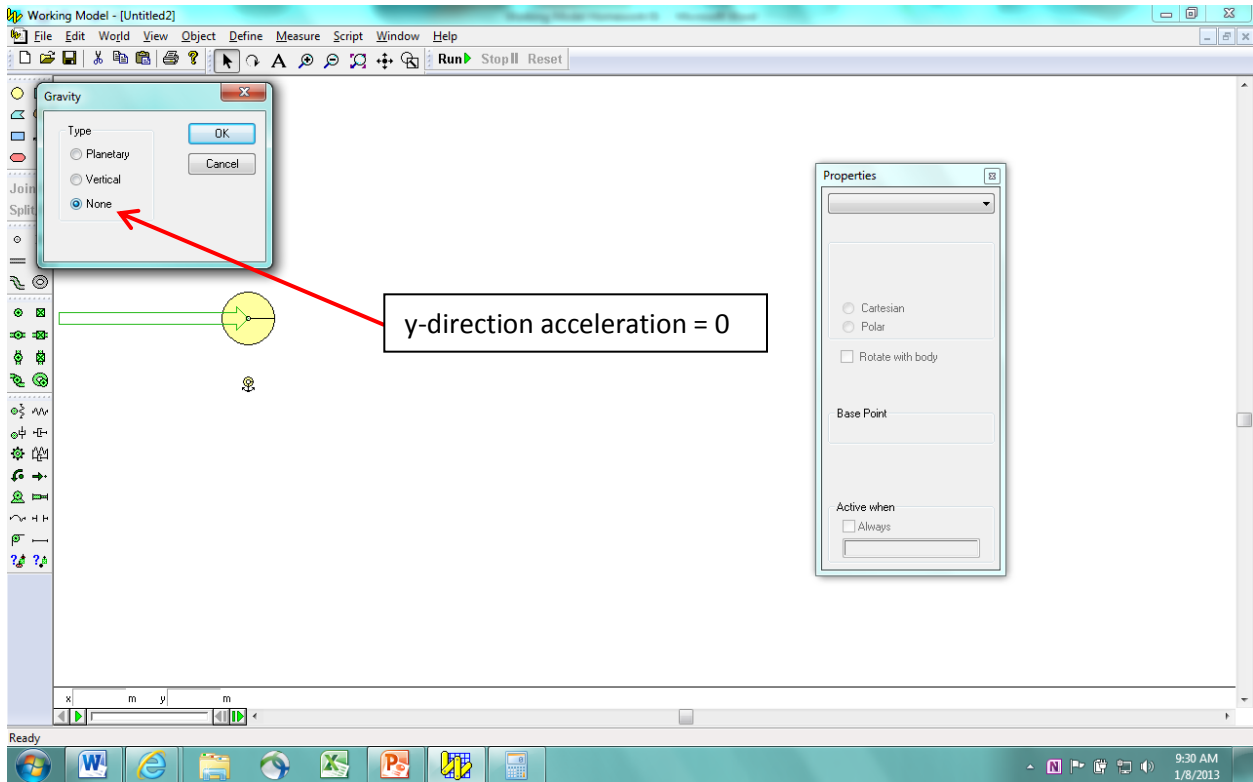 Working Model - [Untitled2]
File Edit World View Object Define Measure Script Window Help
A Run Stop Reset
Gravity
Type
Planetary
Vertical
None
OK
Cancel
Join
Split
y-direction acceleration = 0
Properties
Cartesian
Polar
Rotate with body
Base Point
Active when
Always
x m y m
Ready
9:30 AM
1/8/2013